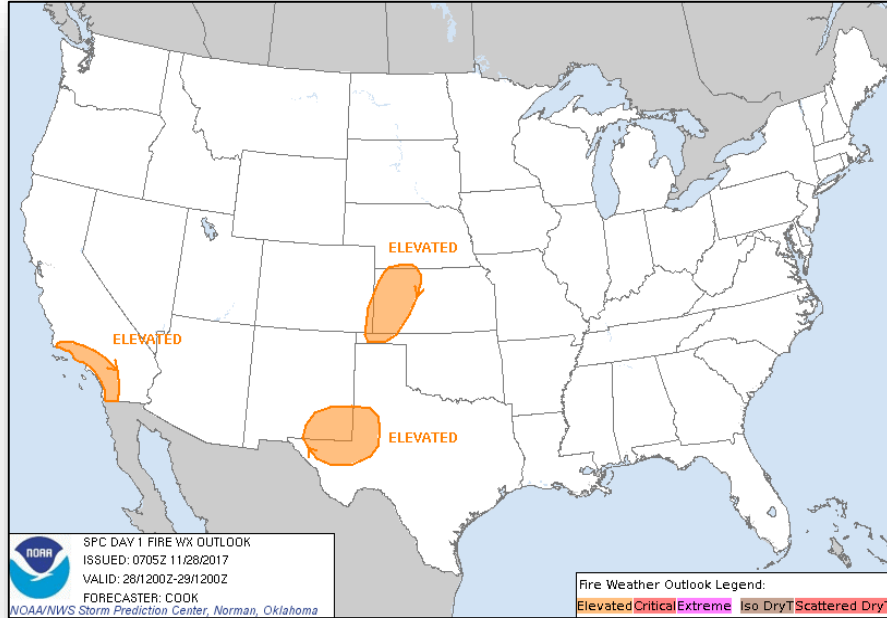 ELEVATED
ELEVATED
ELEVATED
NOAA
SPC DAY 1 FIRE WX OUTLOOK
ISSUED: 0705Z 11/28/2017
VALID: 28/1200Z-29/1200Z
FORECASTER: COOK
NOAA/NWS Storm Prediction Center, Norman, Oklahoma
Fire Weather Outlook Legend:
Elevated Critical Extreme Iso DryT Scattered DryT